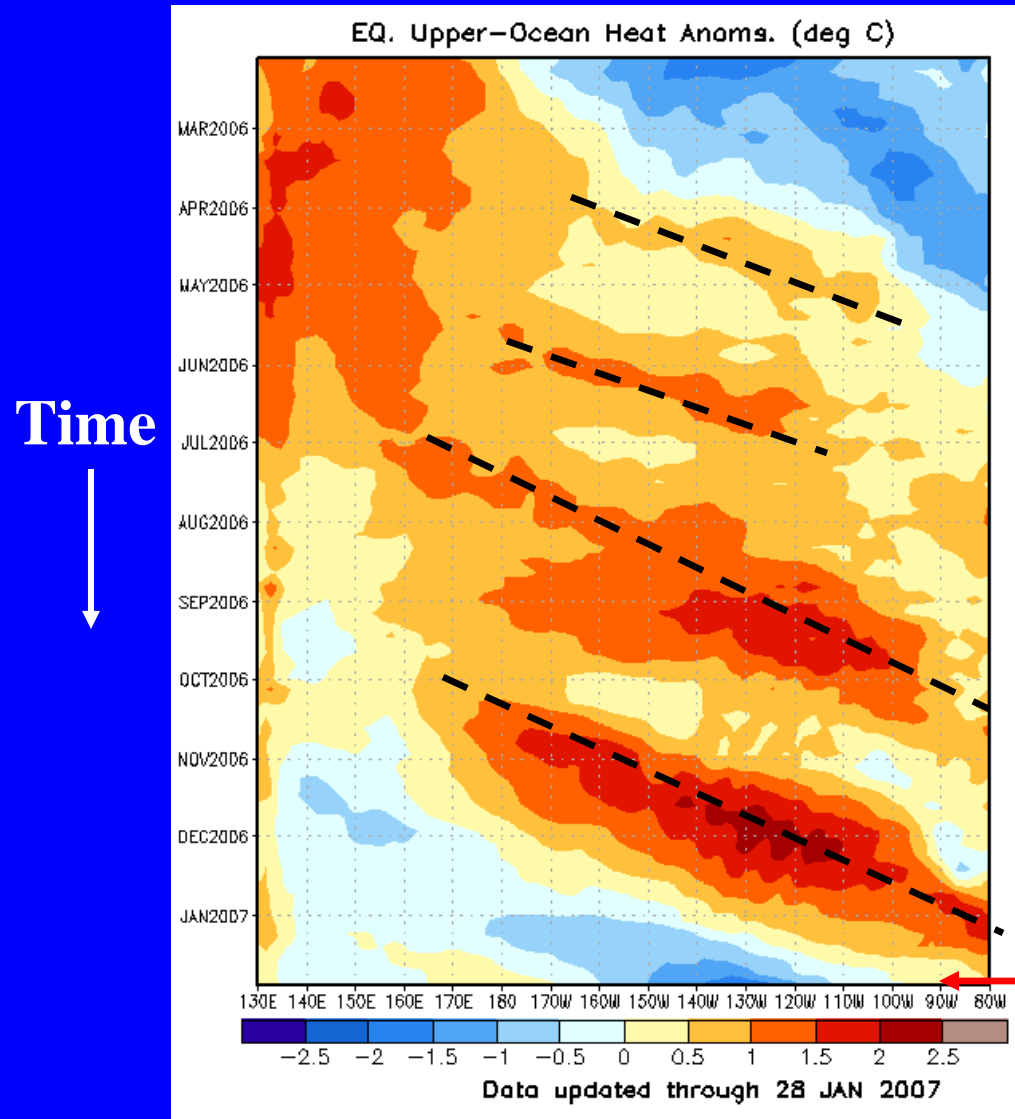 EQ. Upper-Ocean Heat Anoms. (deg C)
MAR2006
APR2006
MAY2006
JUN2006
Time
JUL2006
AUG2006
SEP2006
OCT2006
NOV2006
DEC2006
JAN2007
130E 140E 150E 160E 170E 180 170W 160W 150W 140W 130W 120W 110W 100W 90W 80W
-2.5 -2 -1.5 -1 -0.5 0 0.5 1 1.5 2 2.5
Data updated through 28 JAN 2007